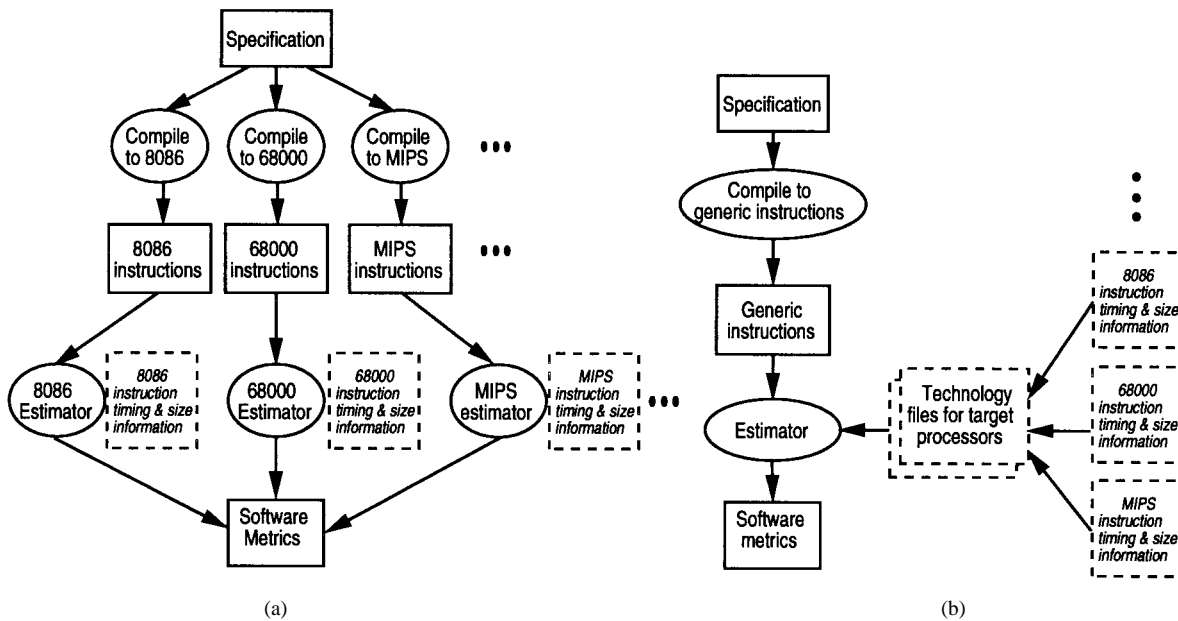 Specification
Compile
to 8086
Compile
to 68000
Compile
to MIPS
8086
instructions
68000
instructions
MIPS
instructions
8086
Estimator
8086
instruction
timing & size
information
68000
Estimator
68000
instruction
timing & size
information
MIPS
estimator
MIPS
instruction
timing & size
information
Software
Metrics
(a)
Specification
Compile to
generic instructions
Generic
instructions
Estimator
Software
metrics
Technology
files for target
processors
8086
instruction
timing & size
information
68000
instruction
timing & size
information
MIPS
instruction
timing & size
information
(b)